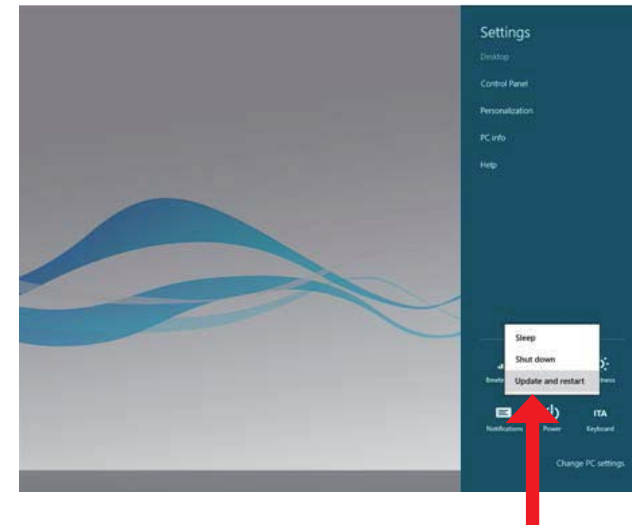 Settings
Desktop
Control Panel
Personalization
PC info
Help
Sleep
Shut down
Update and restart
Notifications
Power
ITA
Keyboard
Change PC settings